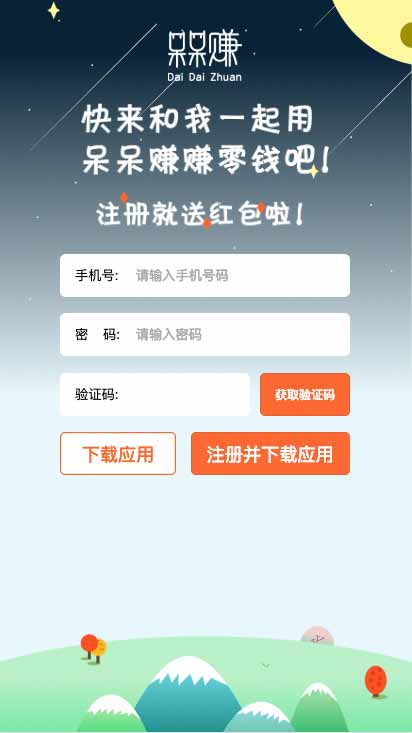 呆呆赚
Dai Dai Zhuan
快来和我一起用
呆呆赚赚零钱吧!
注册就送红包啦!
手机号: 请输入手机号码
密 码: 请输入密码
验证码: 获取验证码
下载应用 注册并下载应用